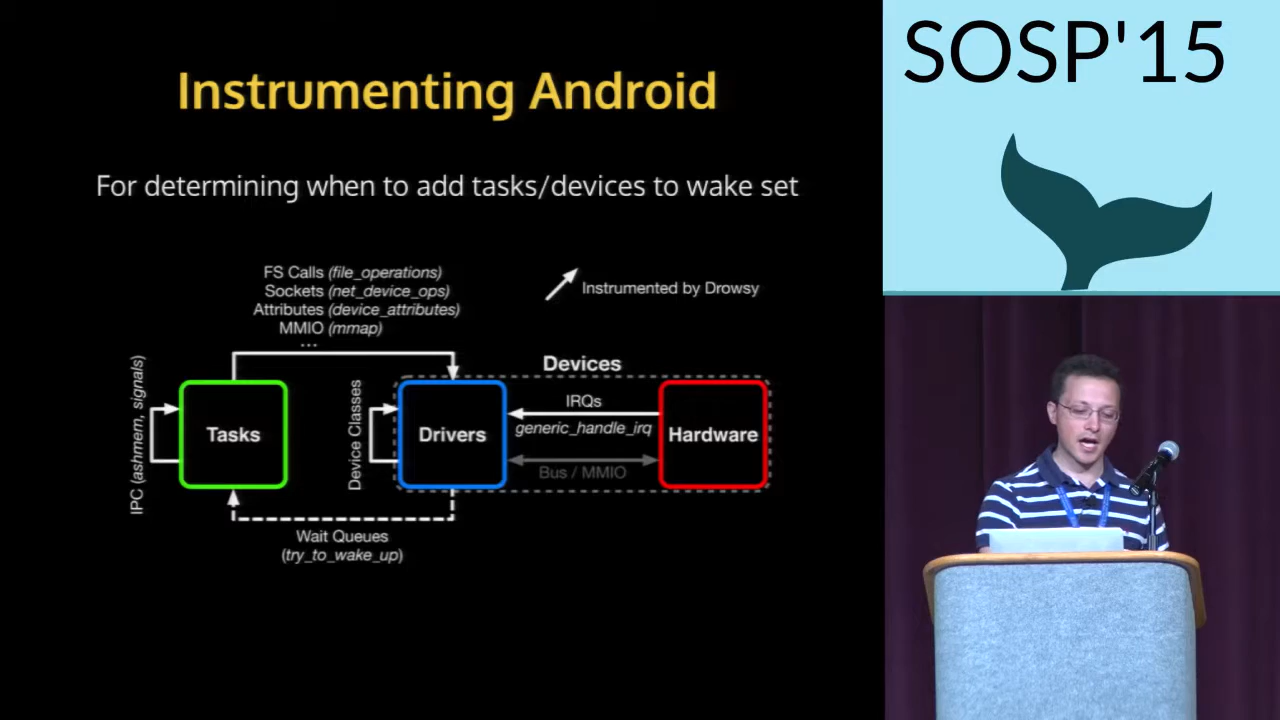 Instrumenting Android
For determining when to add tasks/devices to wake set
FS Calls (file_operations)
Sockets (net_device_ops)
Attributes (device_attributes)
MMIO (mmap)
...
Instrumented by Drowsy
Devices
IPC (ashmem, signals)
Tasks
Device Classes
Drivers
IRQs
generic_handle_irq
Bus / MMIO
Hardware
Wait Queues
(try_to_wake_up)
SOSP'15